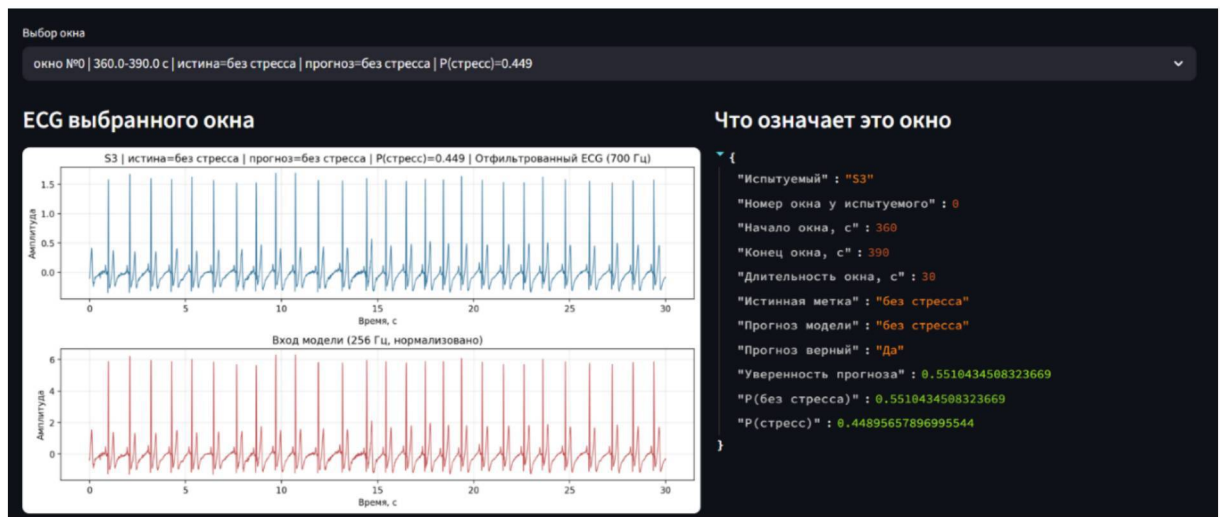 Выбор окна
окно №0 | 360.0-390.0 с | истина=без стресса | прогноз=без стресса | P(стресс)=0.449
ECG выбранного окна
S3 | истина=без стресса | прогноз=без стресса | P(стресс)=0.449 | Отфильтрованный ECG (700 Гц)
Амплитуда
1.5
1.0
0.5
0.0
0 5 10 15 20 25 30
Время, с
Вход модели (256 Гц, нормализовано)
Амплитуда
6
4
2
0
0 5 10 15 20 25 30
Время, с
Что означает это окно
{
"Испытуемый" : "S3"
"Номер окна у испытуемого" : 0
"Начало окна, с" : 360
"Конец окна, с" : 390
"Длительность окна, с" : 30
"Истинная метка" : "без стресса"
"Прогноз модели" : "без стресса"
"Прогноз верный" : "Да"
"Уверенность прогноза" : 0.5510434508323669
"P(без стресса)" : 0.5510434508323669
"P(стресс)" : 0.44895657896995544
}